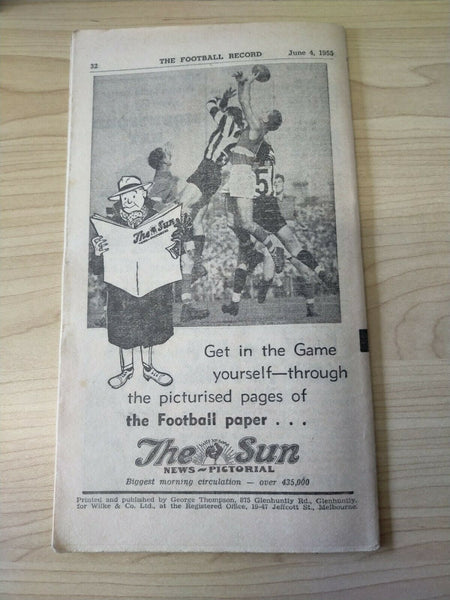 32 THE FOOTBALL RECORD June 4, 1955
5
The Sun
Get in the Game
yourself—through
the picturised pages of
the Football paper . . .
The Sun
NEWS - PICTORIAL
Biggest morning circulation — over 435,000
Printed and published by George Thompson, 375 Glenhuntly Rd., Glenhuntly,
for Wilke & Co. Ltd., at the Registered Office, 19-47 Jeffcott St., Melbourne.